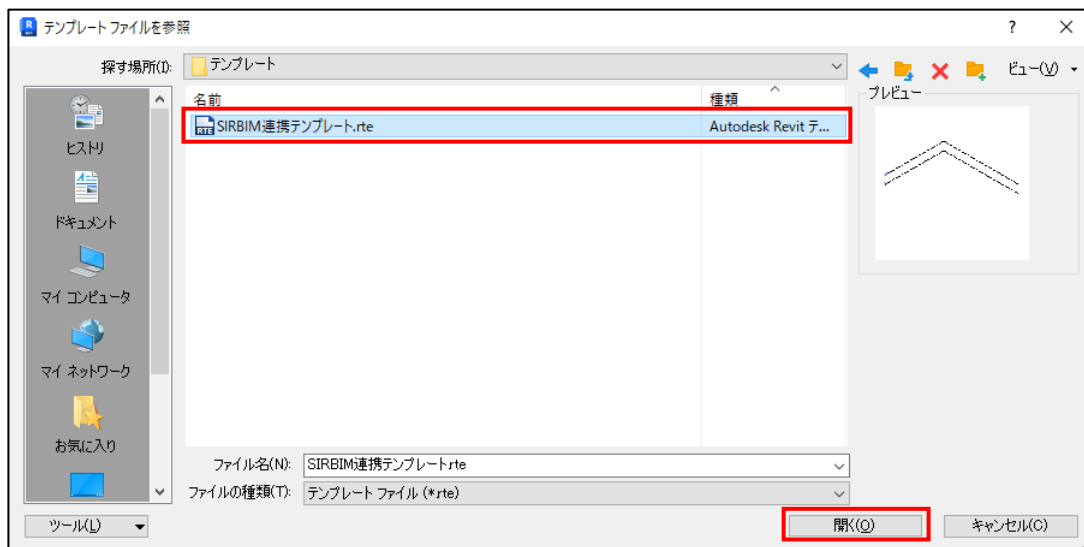 テンプレート ファイルを参照
?
探す場所(I):
テンプレート
ビュー(V)
名前
種類
プレビュー
SIRBIM連携テンプレート.rte
Autodesk Revit テ...
ヒストリ
ドキュメント
マイ コンピュータ
マイ ネットワーク
お気に入り
ファイル名(N):
SIRBIM連携テンプレートrte
ファイルの種類(T):
テンプレート ファイル (*rte)
ツール(L)
開く(O)
キャンセル(C)